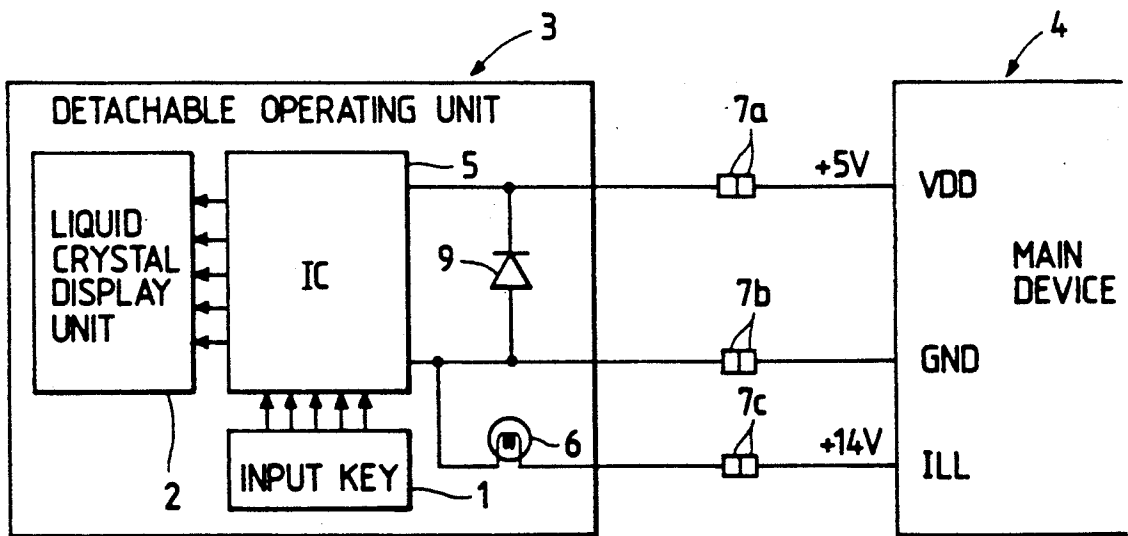 3
4
DETACHABLE OPERATING UNIT
7a
5
+5V
VDD
LIQUID
CRYSTAL
DISPLAY
UNIT
IC
9
MAIN
DEVICE
7b
GND
7c
6
+14V
ILL
INPUT KEY
2
1